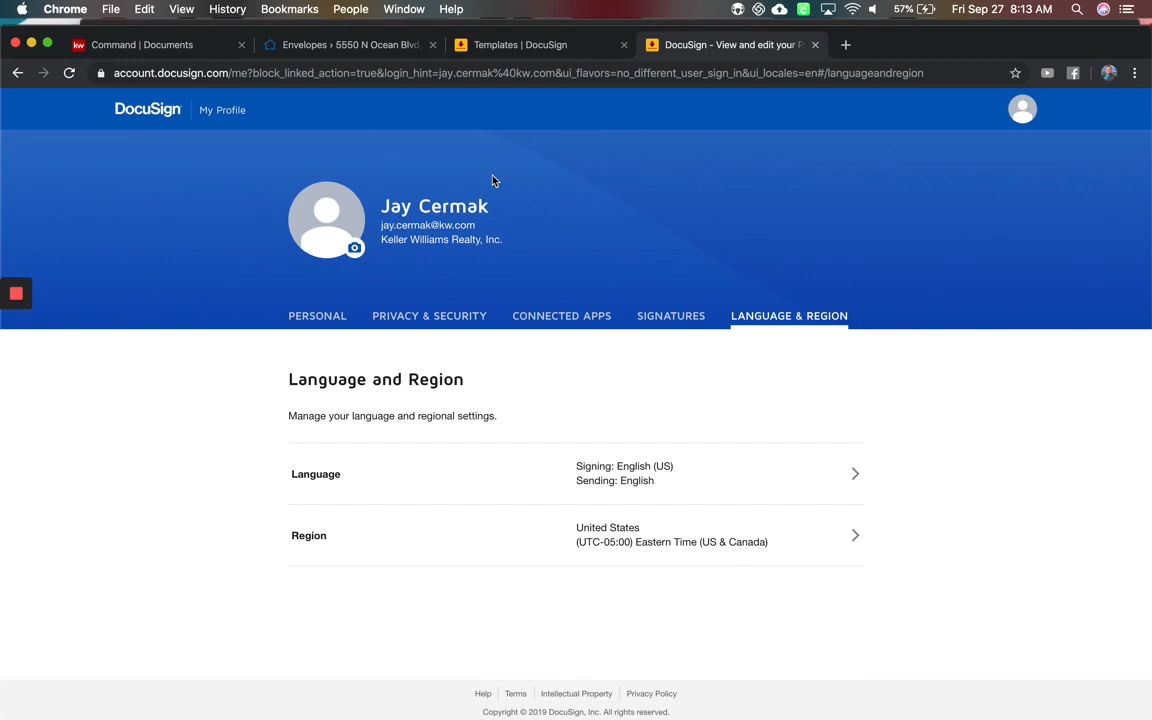 Chrome File Edit View History Bookmarks People Window Help 57% Fri Sep 27 8:13 AM
kw Command | Documents Envelopes › 5550 N Ocean Blvd, Templates | DocuSign DocuSign - View and edit your P
account.docusign.com/me?block_linked_action=true&login_hint=jay.cermak%40kw.com&ui_flavors=no_different_user_sign_in&ui_locales=en#/languageandregion
DocuSign My Profile
Jay Cermak
jay.cermak@kw.com
Keller Williams Realty, Inc.
PERSONAL PRIVACY & SECURITY CONNECTED APPS SIGNATURES LANGUAGE & REGION
Language and Region
Manage your language and regional settings.
Language
Signing: English (US)
Sending: English
Region
United States
(UTC-05:00) Eastern Time (US & Canada)
Help Terms Intellectual Property Privacy Policy
Copyright © 2019 DocuSign, Inc. All rights reserved.